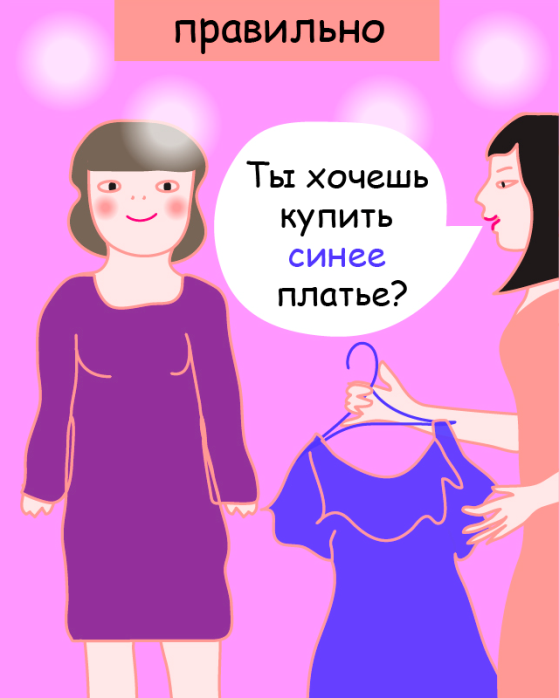 правильно
Ты хочешь
купить
синее
платье?